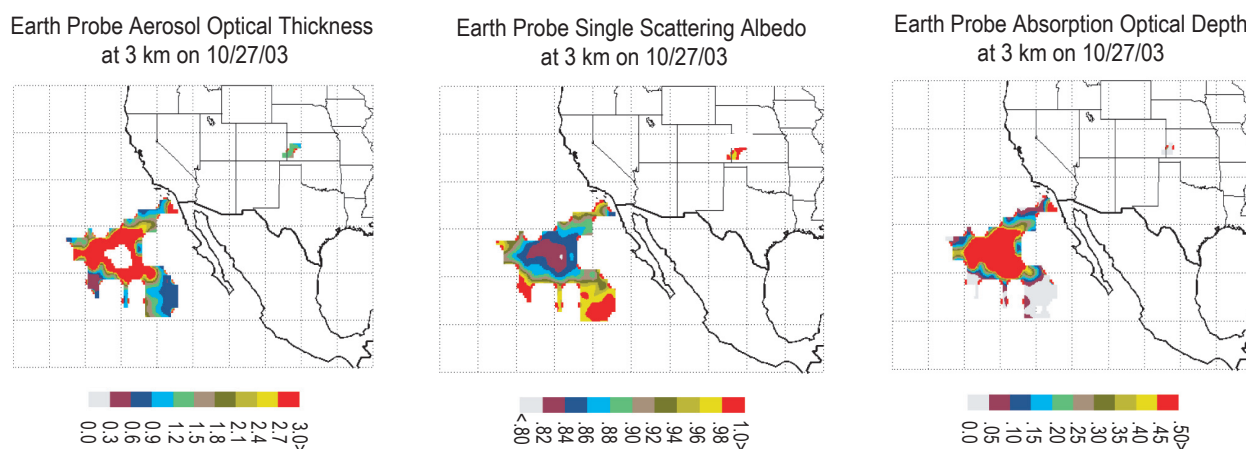 Earth Probe Aerosol Optical Thickness
at 3 km on 10/27/03
Earth Probe Single Scattering Albedo
at 3 km on 10/27/03
Earth Probe Absorption Optical Depth
at 3 km on 10/27/03
0.0 0.3 0.6 0.9 1.2 1.5 1.8 2.1 2.4 2.7 3.0>
<.80 .82 .84 .86 .88 .90 .92 .94 .96 .98 1.0>
0.0 .05 .10 .15 .20 .25 .30 .35 .40 .45 .50>